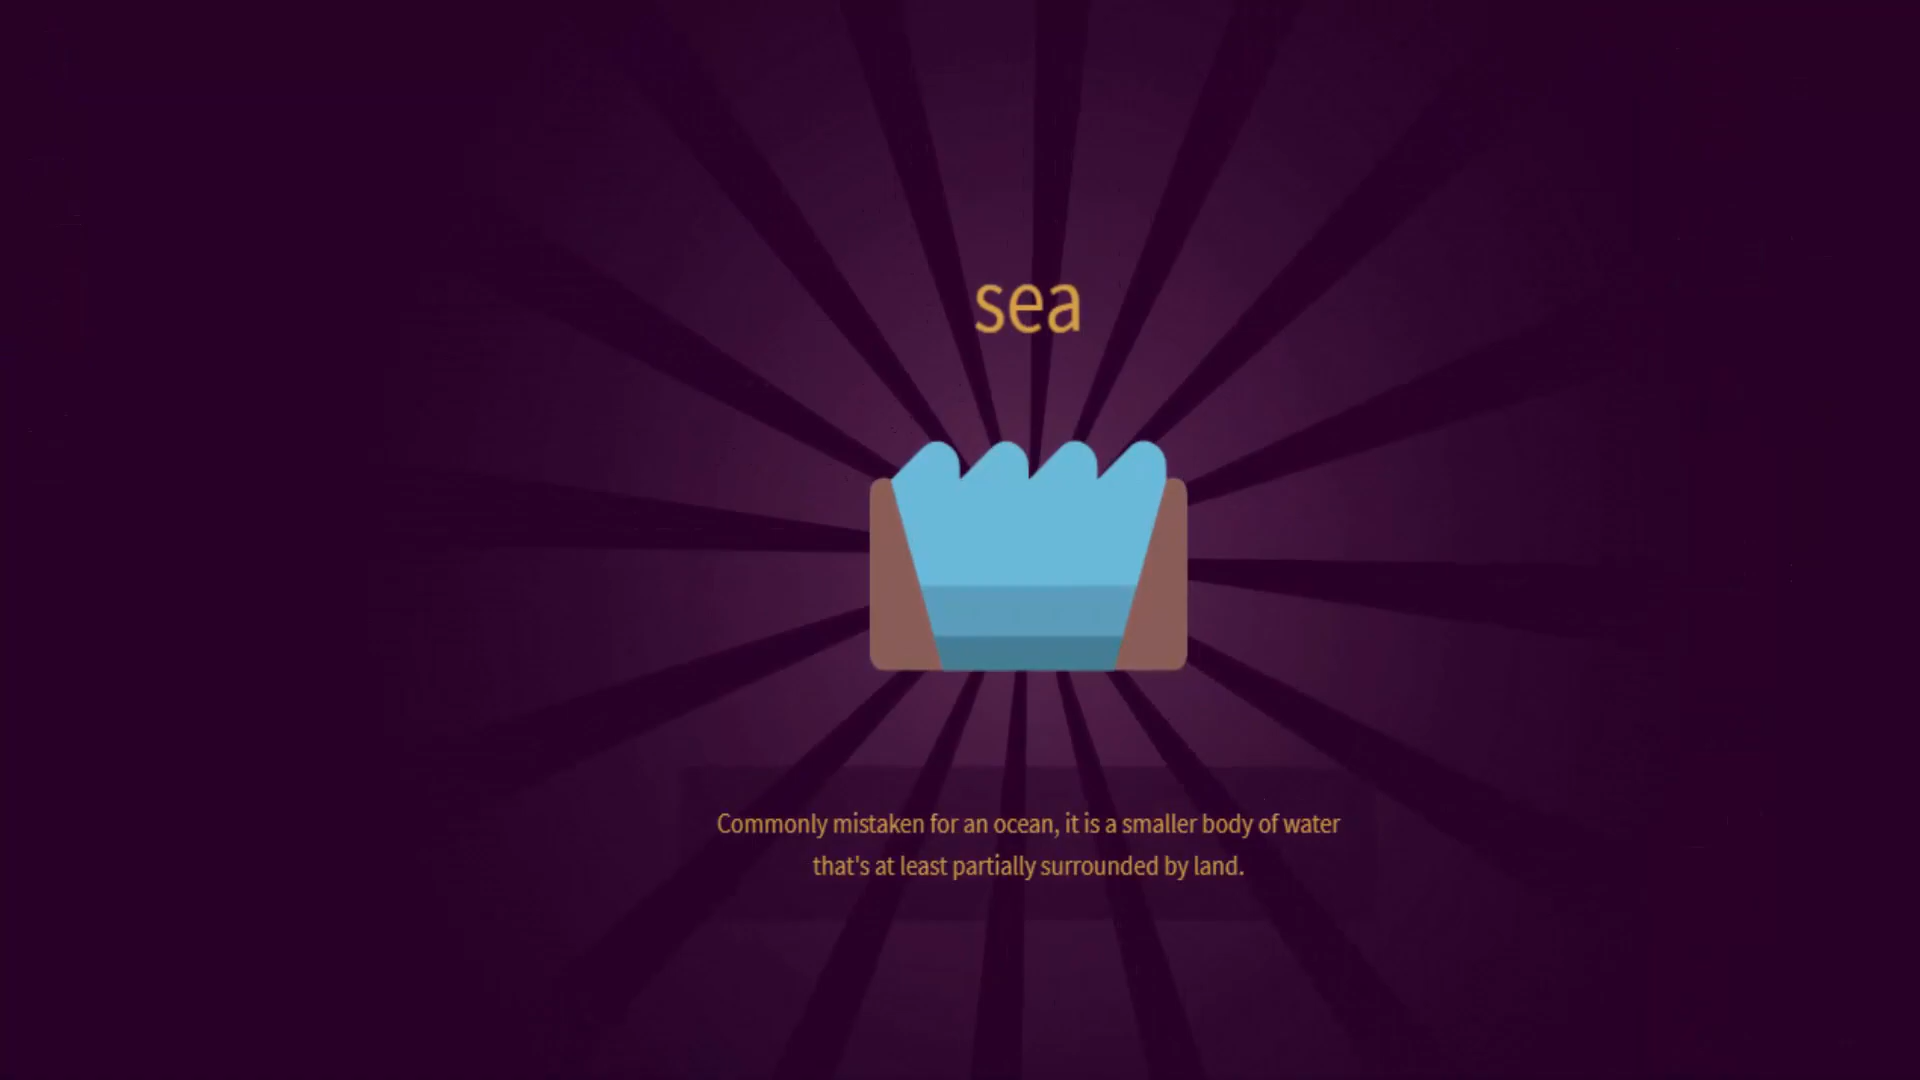 sea
Commonly mistaken for an ocean, it is a smaller body of water
that's at least partially surrounded by land.